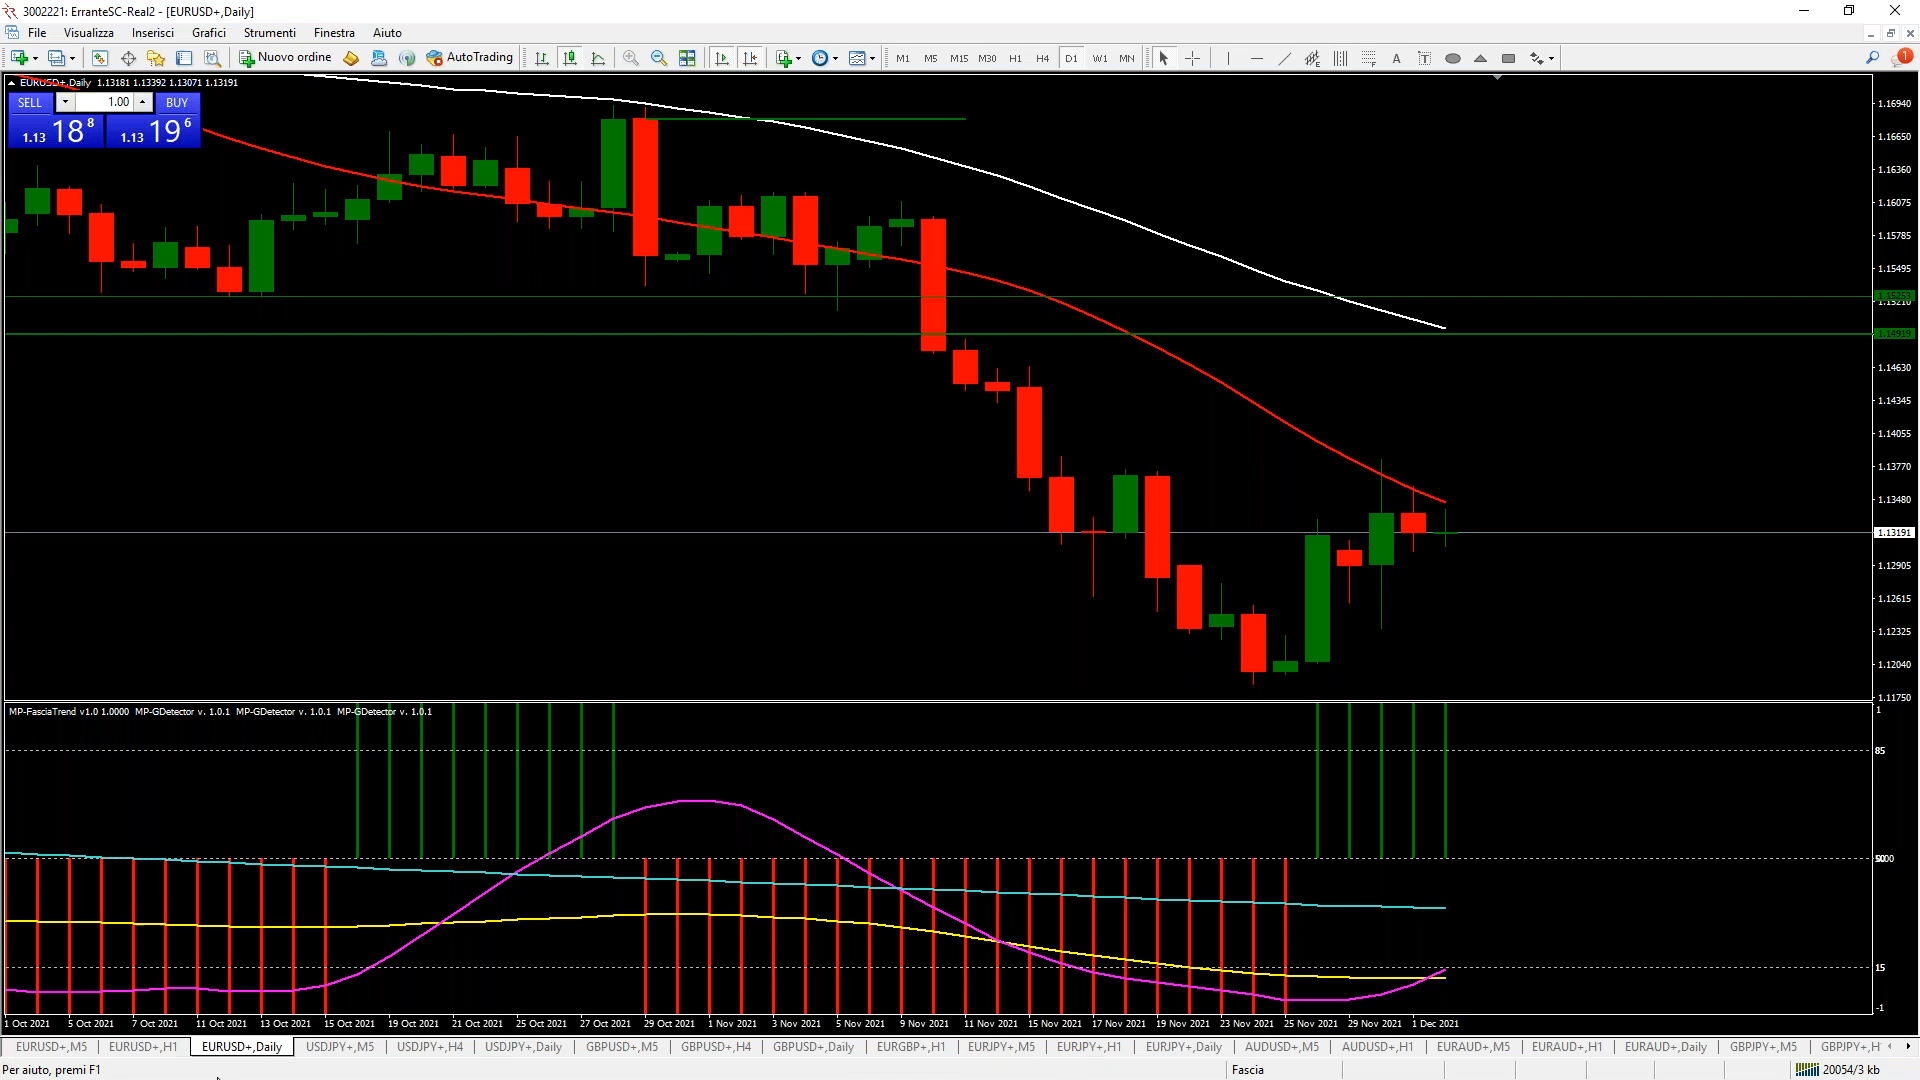 3002221: ErranteSC-Real2 - [EURUSD+,Daily]
File Visualizza Inserisci Grafici Strumenti Finestra Aiuto
Nuovo ordine AutoTrading M1 M5 M15 M30 H1 H4 D1 W1 MN A T 1
EURUSD+,Daily 1.13181 1.13392 1.13071 1.13191
SELL 1.00 BUY
1.13 18 8 1.13 19 6
1.16940
1.16650
1.16360
1.16075
1.15785
1.15495
1.15210
1.14919
1.14630
1.14345
1.14055
1.13770
1.13480
1.13191
1.12905
1.12615
1.12325
1.12040
1.11750
MP-FasciaTrend v1.0 1.0000 MP-GDetector v. 1.0.1 MP-GDetector v. 1.0.1 MP-GDetector v. 1.0.1
1
85
15
-1
1 Oct 2021 5 Oct 2021 7 Oct 2021 11 Oct 2021 13 Oct 2021 15 Oct 2021 19 Oct 2021 21 Oct 2021 25 Oct 2021 27 Oct 2021 29 Oct 2021 1 Nov 2021 3 Nov 2021 5 Nov 2021 9 Nov 2021 11 Nov 2021 15 Nov 2021 17 Nov 2021 19 Nov 2021 23 Nov 2021 25 Nov 2021 29 Nov 2021 1 Dec 2021
EURUSD+,M5 EURUSD+,H1 EURUSD+,Daily USDJPY+,M5 USDJPY+,H4 USDJPY+,Daily GBPUSD+,M5 GBPUSD+,H4 GBPUSD+,Daily EURGBP+,H1 EURJPY+,M5 EURJPY+,H1 EURJPY+,Daily AUDUSD+,M5 AUDUSD+,H1 EURAUD+,M5 EURAUD+,H1 EURAUD+,Daily GBPJPY+,M5 GBPJPY+,H
Per aiuto, premi F1 Fascia 20054/3 kb